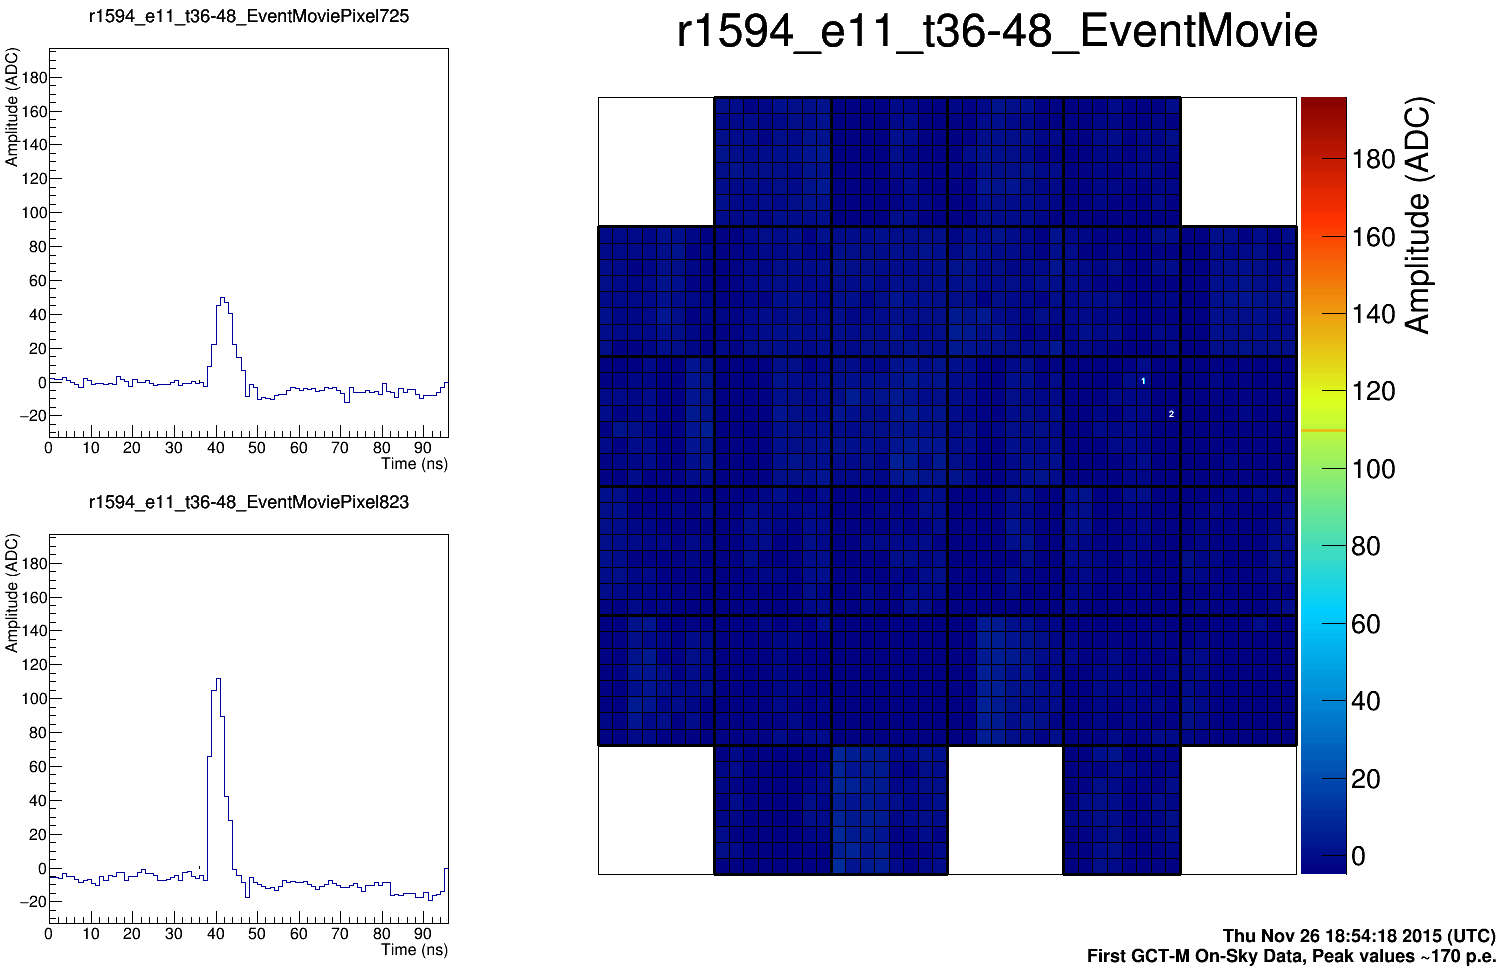 r1594_e11_t36-48_EventMoviePixel725
Amplitude (ADC)
180
160
140
120
100
80
60
40
20
0
−20
0 10 20 30 40 50 60 70 80 90
Time (ns)
r1594_e11_t36-48_EventMoviePixel823
Amplitude (ADC)
180
160
140
120
100
80
60
40
20
0
−20
0 10 20 30 40 50 60 70 80 90
Time (ns)
r1594_e11_t36-48_EventMovie
1
2
Amplitude (ADC)
180
160
140
120
100
80
60
40
20
0
Thu Nov 26 18:54:18 2015 (UTC)
First GCT-M On-Sky Data, Peak values ~170 p.e.